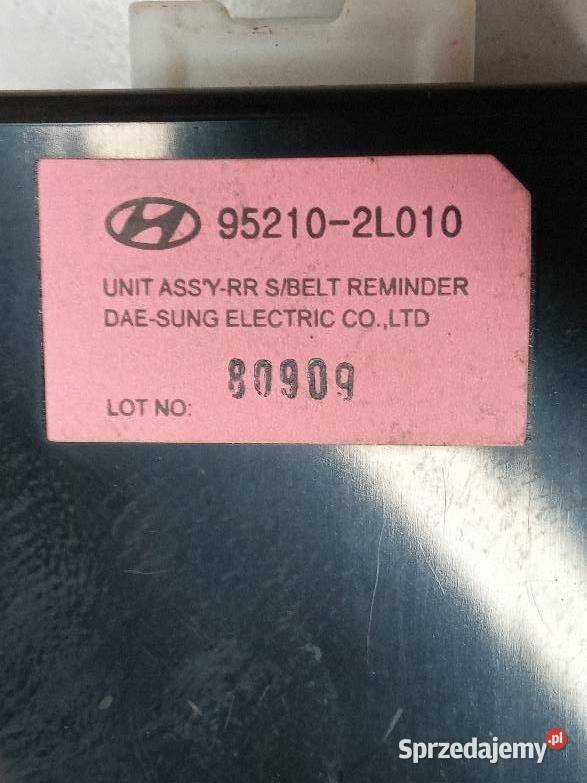 95210-2L010
UNIT ASS'Y-RR S/BELT REMINDER
DAE-SUNG ELECTRIC CO.,LTD
80909
LOT NO:
Sprzedajemy.pl